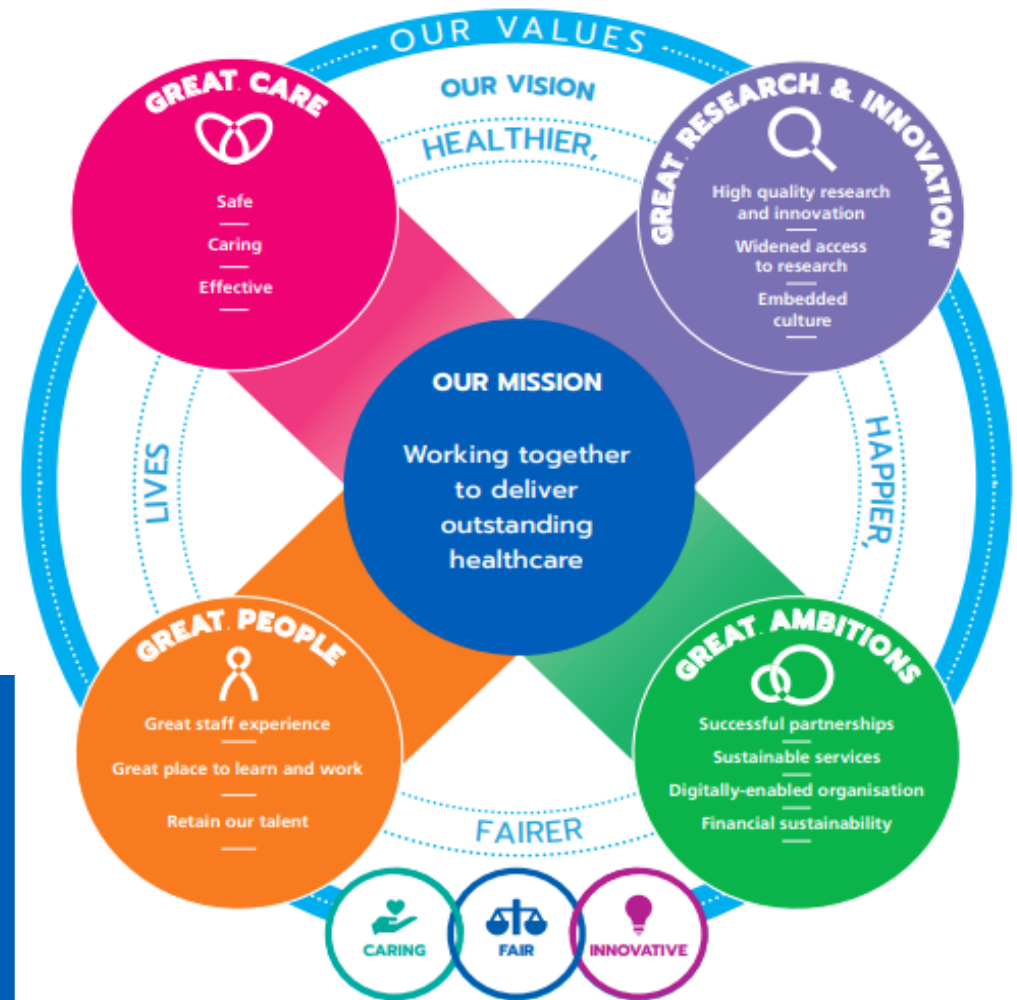 OUR VALUES
OUR VISION
HEALTHIER,
HAPPIER,
FAIRER
LIVES
GREAT CARE
Safe
Caring
Effective
GREAT RESEARCH & INNOVATION
High quality research
and innovation
Widened access
to research
Embedded
culture
OUR MISSION
Working together
to deliver
outstanding
healthcare
GREAT PEOPLE
Great staff experience
Great place to learn and work
Retain our talent
GREAT AMBITIONS
Successful partnerships
Sustainable services
Digitally-enabled organisation
Financial sustainability
CARING
FAIR
INNOVATIVE